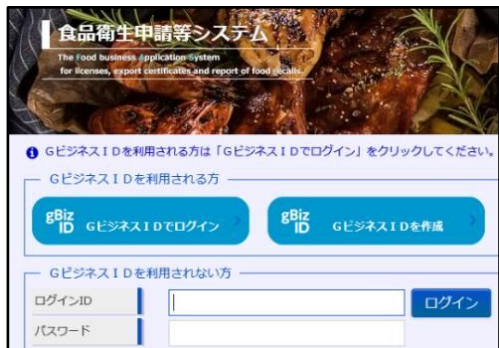 食品衛生申請等システム
The Food business Application System
for licenses, export certificates and report of food recalls.
GビジネスIDを利用される方は「GビジネスIDでログイン」をクリックしてください。
GビジネスIDを利用される方
gBiz ID GビジネスIDでログイン
gBiz ID GビジネスIDを作成
GビジネスIDを利用されない方
ログインID
ログイン
パスワード